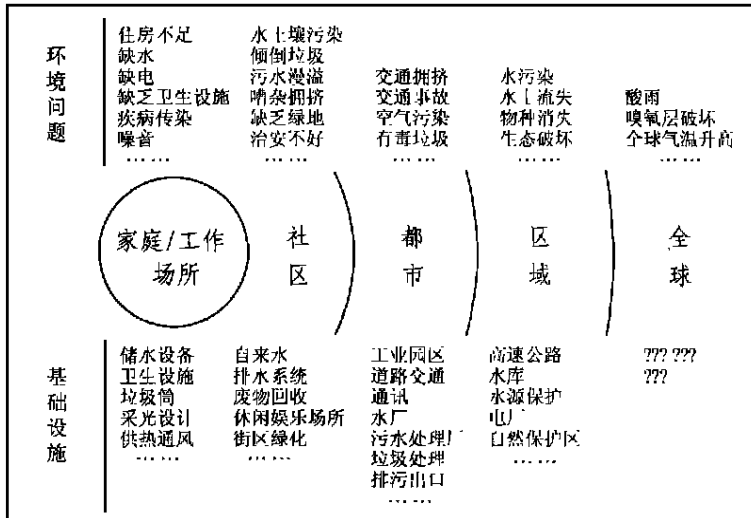 环境问题
住房不足
缺水
缺电
缺乏卫生设施
疾病传染
噪音
……
水土壤污染
倾倒垃圾
污水漫溢
嘈杂拥挤
缺乏绿地
治安不好
……
交通拥挤
交通事故
空气污染
有毒垃圾
……
水污染
水土流失
物种消失
生态破坏
……
酸雨
嗅氧层破坏
全球气温升高
……
家庭/工作
场所
社区
都市
区域
全球
基础设施
储水设备
卫生设施
垃圾筒
采光设计
供热通风
……
自来水
排水系统
废物回收
休闲娱乐场所
街区绿化
……
工业园区
道路交通
通讯
水厂
污水处理厂
垃圾处理
排污出口
……
高速公路
水库
水源保护
电厂
自然保护区
……
??? ???
???